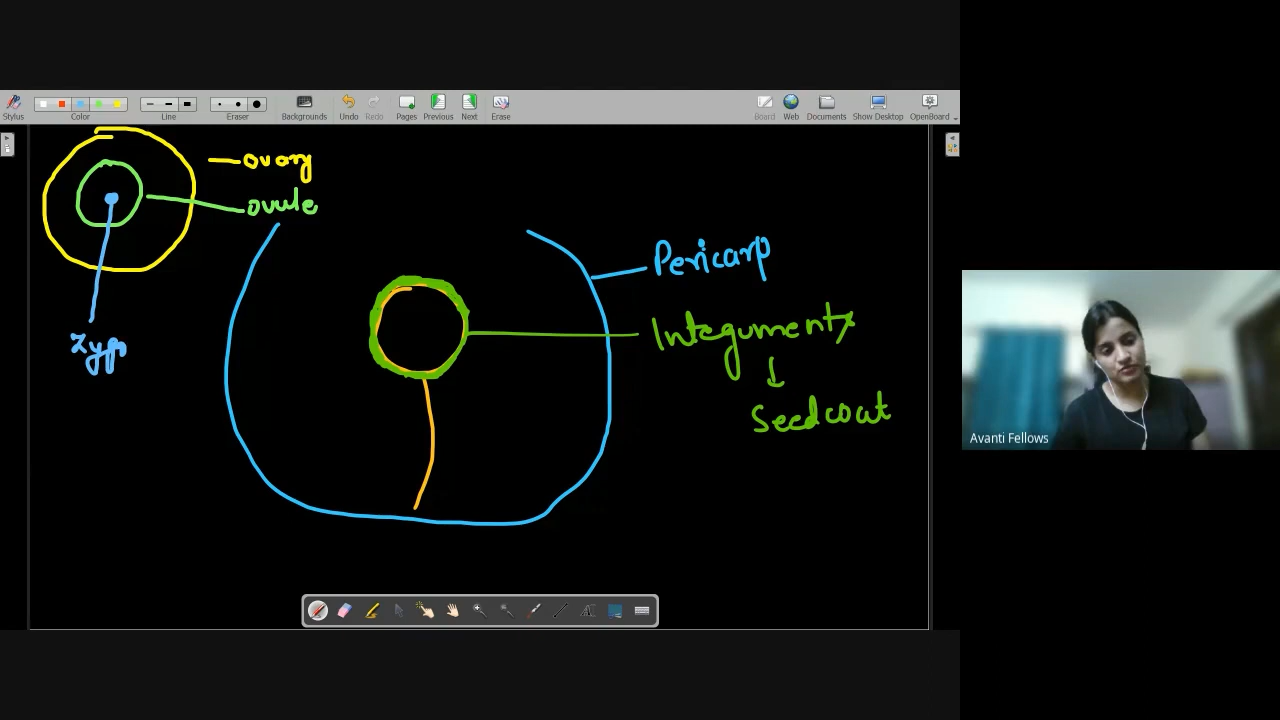 Stylus
Color
Line
Eraser
Backgrounds
Undo
Redo
Pages
Previous
Next
Erase
Board
Web
Documents
Show Desktop
OpenBoard
ovary
ovule
zygo
Pericarp
Integuments
Seedcoat
Avanti Fellows